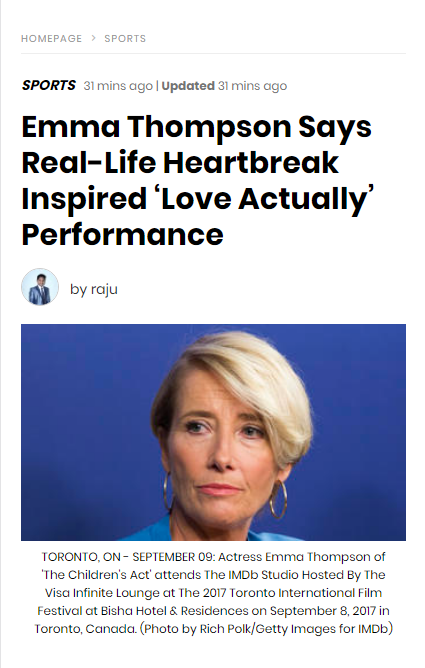 HOMEPAGE > SPORTS
SPORTS 31 mins ago | Updated 31 mins ago
Emma Thompson Says
Real-Life Heartbreak
Inspired ‘Love Actually’
Performance
by raju
TORONTO, ON - SEPTEMBER 09: Actress Emma Thompson of
'The Children's Act' attends The IMDb Studio Hosted By The
Visa Infinite Lounge at The 2017 Toronto International Film
Festival at Bisha Hotel & Residences on September 8, 2017 in
Toronto, Canada. (Photo by Rich Polk/Getty Images for IMDb)